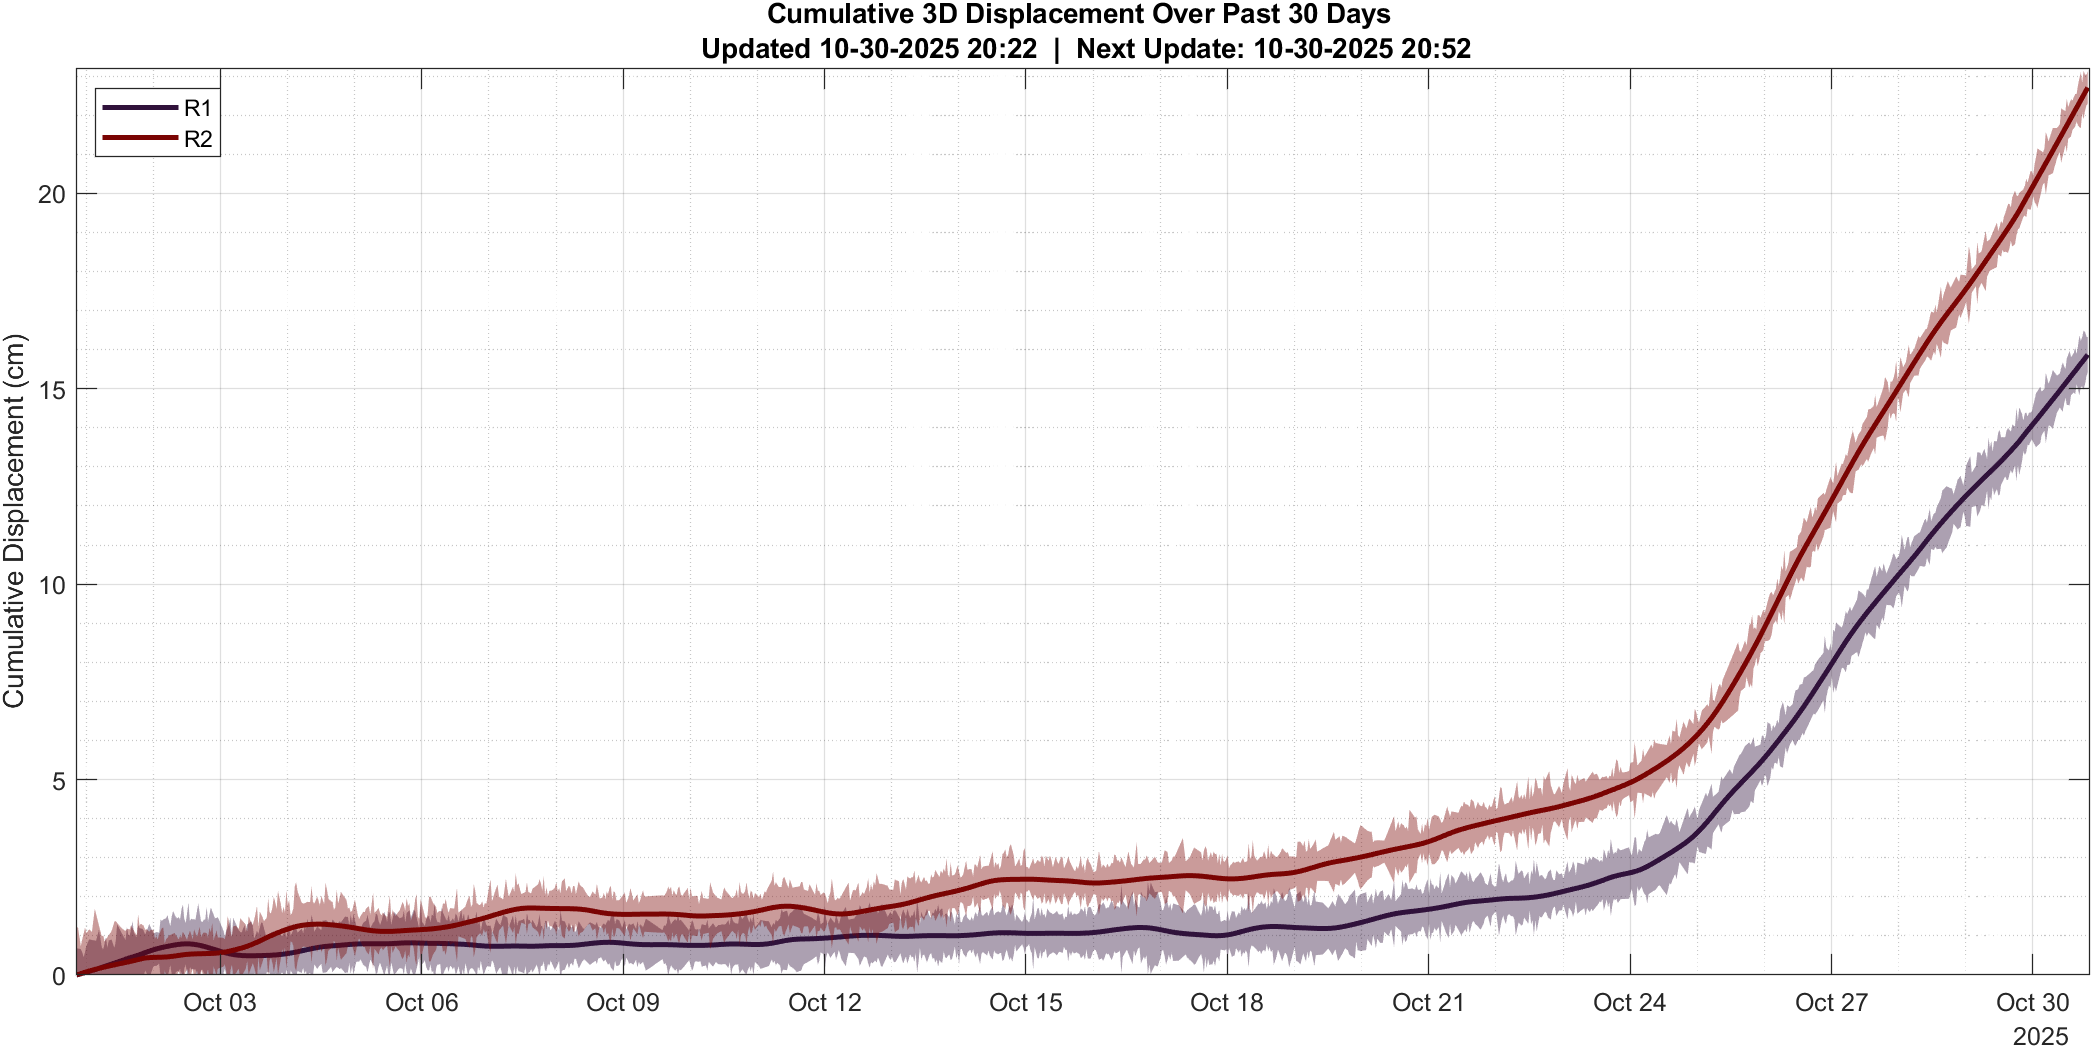 Cumulative 3D Displacement Over Past 30 Days
Updated 10-30-2025 20:22 | Next Update: 10-30-2025 20:52
R1
R2
Cumulative Displacement (cm)
20
15
10
5
0
Oct 03 Oct 06 Oct 09 Oct 12 Oct 15 Oct 18 Oct 21 Oct 24 Oct 27 Oct 30
2025